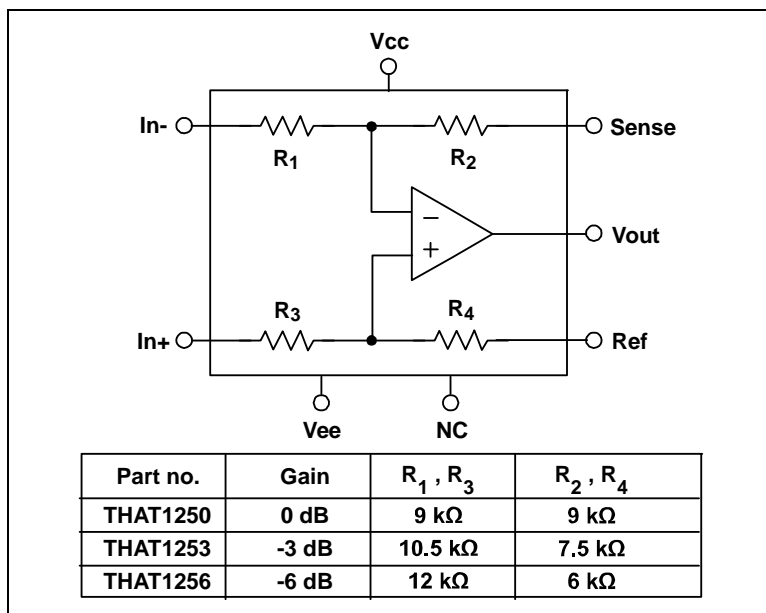 Vcc
In-
R1
R2
Sense
−
Vout
+
R3
R4
In+
Ref
Vee
NC
Part no. Gain R1 , R3 R2 , R4
THAT1250 0 dB 9 kΩ 9 kΩ
THAT1253 -3 dB 10.5 kΩ 7.5 kΩ
THAT1256 -6 dB 12 kΩ 6 kΩ